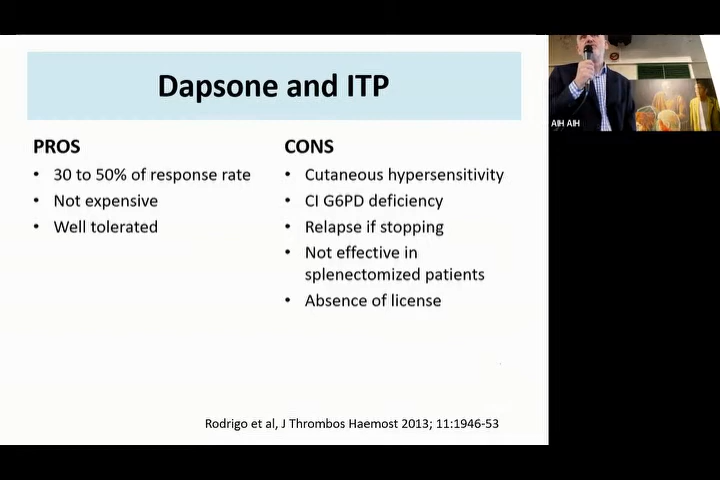 Dapsone and ITP
PROS
• 30 to 50% of response rate
• Not expensive
• Well tolerated
CONS
• Cutaneous hypersensitivity
• CI G6PD deficiency
• Relapse if stopping
• Not effective in
splenectomized patients
• Absence of license
Rodrigo et al, J Thrombos Haemost 2013; 11:1946-53
AIH AIH